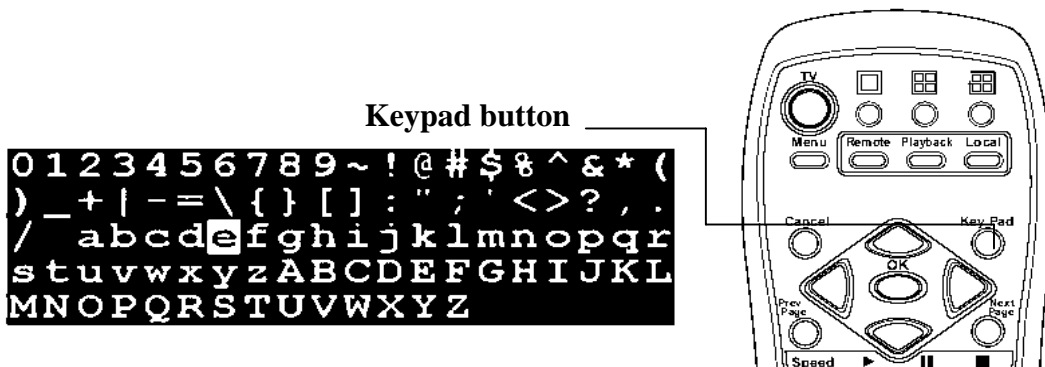 Keypad button
0123456789~!@#$%^&*(
)_+|-=\{}[]:";'<>?,.
/ abcdefghijklmnopqr
stuvwxyzABCDEFGHIJKL
MNOPQRSTUVWXYZ
TV
Menu Remote Playback Local
Cancel Key Pad
OK
Prev Page Next Page
Speed